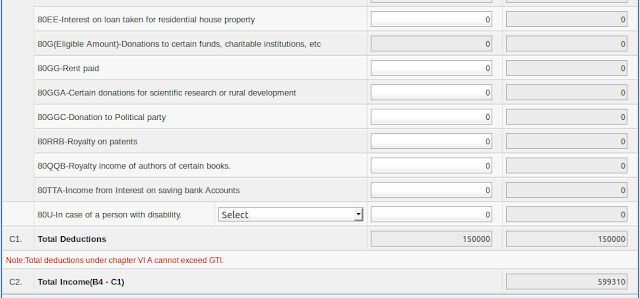 80EE-Interest on loan taken for residential house property 0 0
80G(Eligible Amount)-Donations to certain funds, charitable institutions, etc 0 0
80GG-Rent paid 0 0
80GGA-Certain donations for scientific research or rural development 0 0
80GGC-Donation to Political party 0 0
80RRB-Royalty on patents 0 0
80QQB-Royalty income of authors of certain books. 0 0
80TTA-Income from Interest on saving bank Accounts 0 0
80U-In case of a person with disability. Select 0 0
C1. Total Deductions 150000 150000
Note:Total deductions under chapter VI A cannot exceed GTI.
C2. Total Income(B4 - C1) 599310